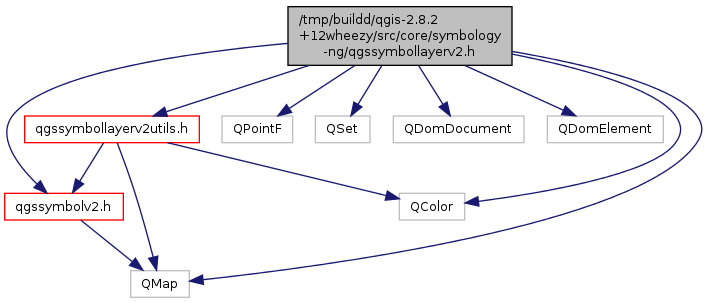 /tmp/buildd/qgis-2.8.2
+12wheezy/src/core/symbology
-ng/qgssymbollayerv2.h
qgssymbollayerv2utils.h
QPointF
QSet
QDomDocument
QDomElement
qgssymbolv2.h
QColor
QMap